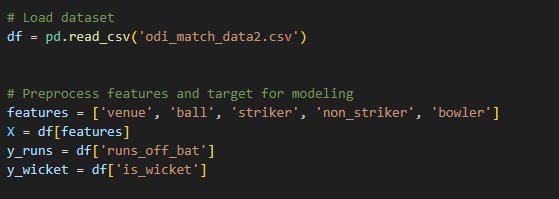 # Load dataset
df = pd.read_csv('odi_match_data2.csv')
# Preprocess features and target for modeling
features = ['venue', 'ball', 'striker', 'non_striker', 'bowler']
X = df[features]
y_runs = df['runs_off_bat']
y_wicket = df['is_wicket']